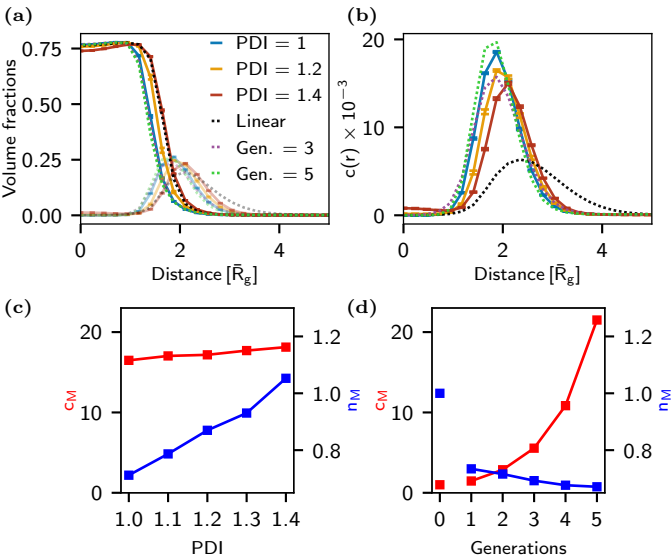 (a)
Volume fractions
0.75
0.50
0.25
0.00
0
2
4
Distance [R̄g]
PDI = 1
PDI = 1.2
PDI = 1.4
Linear
Gen. = 3
Gen. = 5
(b)
c(r) × 10⁻³
20
10
0
0
2
4
Distance [R̄g]
(c)
cM
20
10
0
1.0
1.1
1.2
1.3
1.4
PDI
1.2
1.0
0.8
nM
(d)
cM
20
10
0
0
1
2
3
4
5
Generations
1.2
1.0
0.8
nM